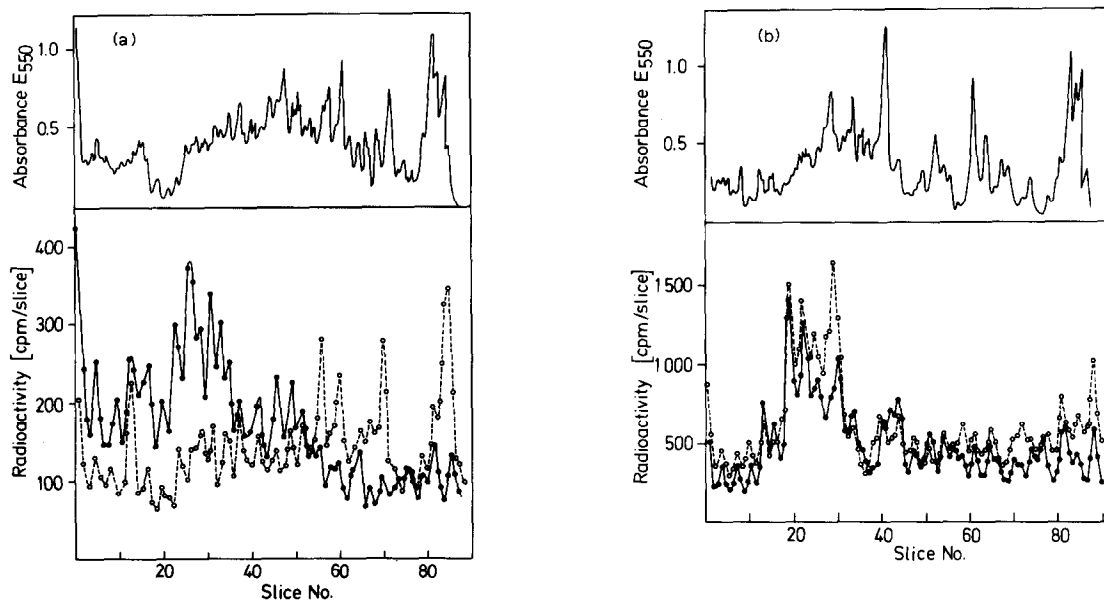 (a)
Absorbance E550
1.0
0.5
Radioactivity [cpm/slice]
400
300
200
100
20
40
60
80
Slice No.
(b)
Absorbance E550
1.0
0.5
Radioactivity [cpm/slice]
1500
1000
500
20
40
60
80
Slice No.